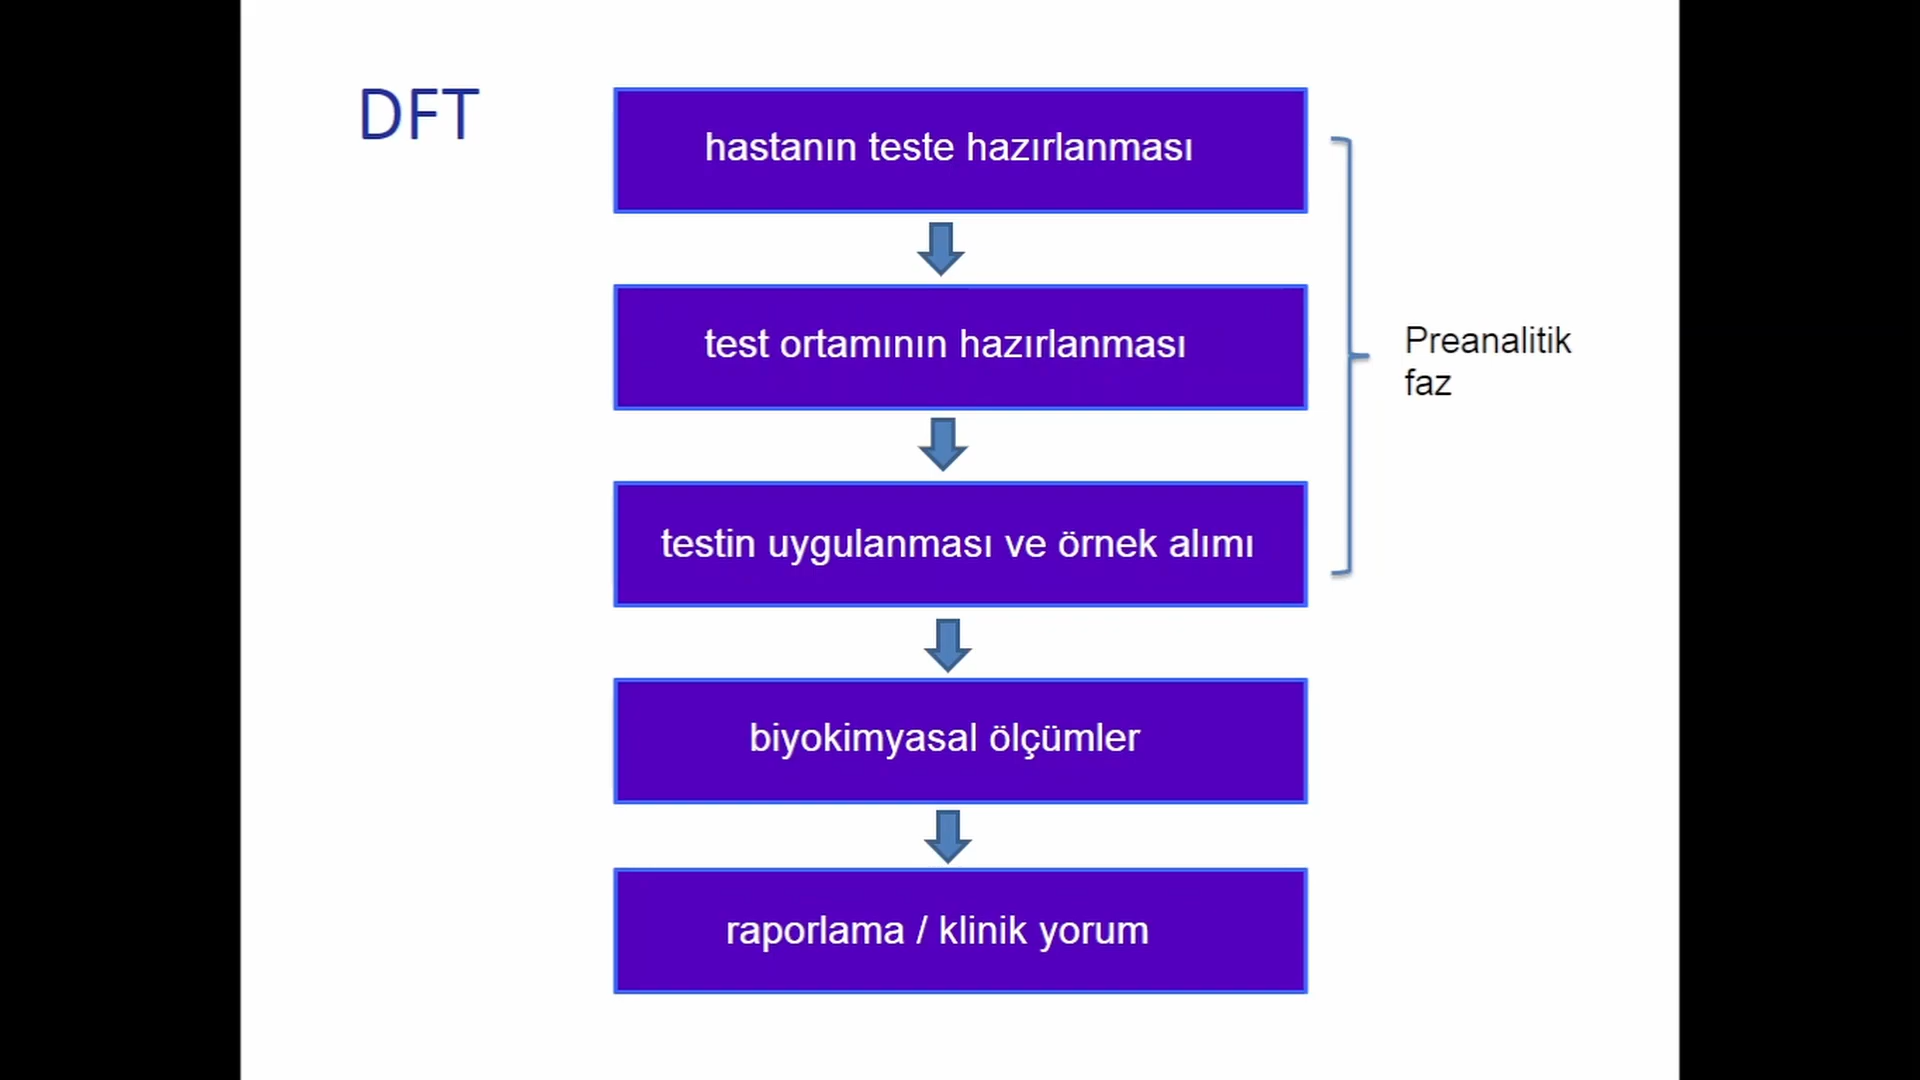 DFT
hastanın teste hazırlanması
test ortamının hazırlanması
Preanalitik
faz
testin uygulanması ve örnek alımı
biyokimyasal ölçümler
raporlama / klinik yorum